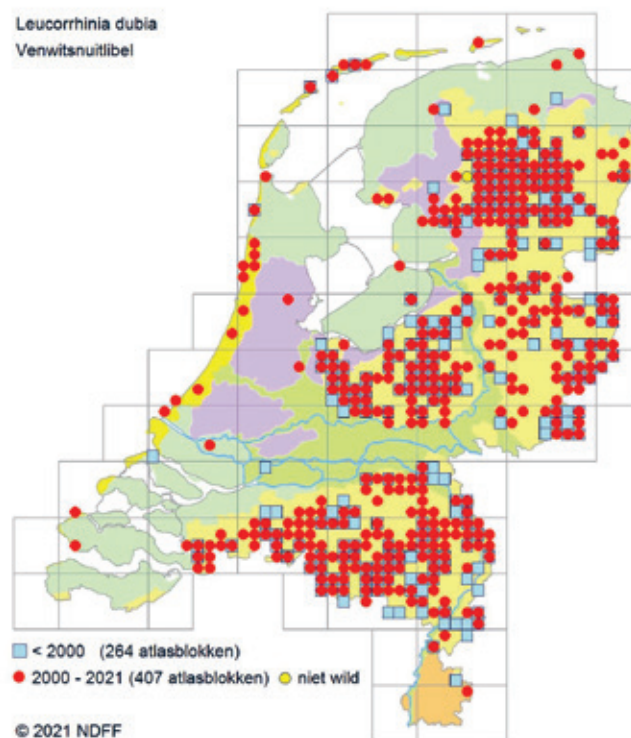 Leucorrhinia dubia
Venwitsnuitlibel
< 2000 (264 atlasblokken)
2000 - 2021 (407 atlasblokken) niet wild
© 2021 NDFF